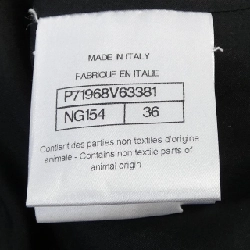 MADE IN ITALY
FABRIQUE EN ITALIE
P71968V63381
NG154 36
Contient des parties non textiles d'origine
animale - Contains non textile parts of
animal origin